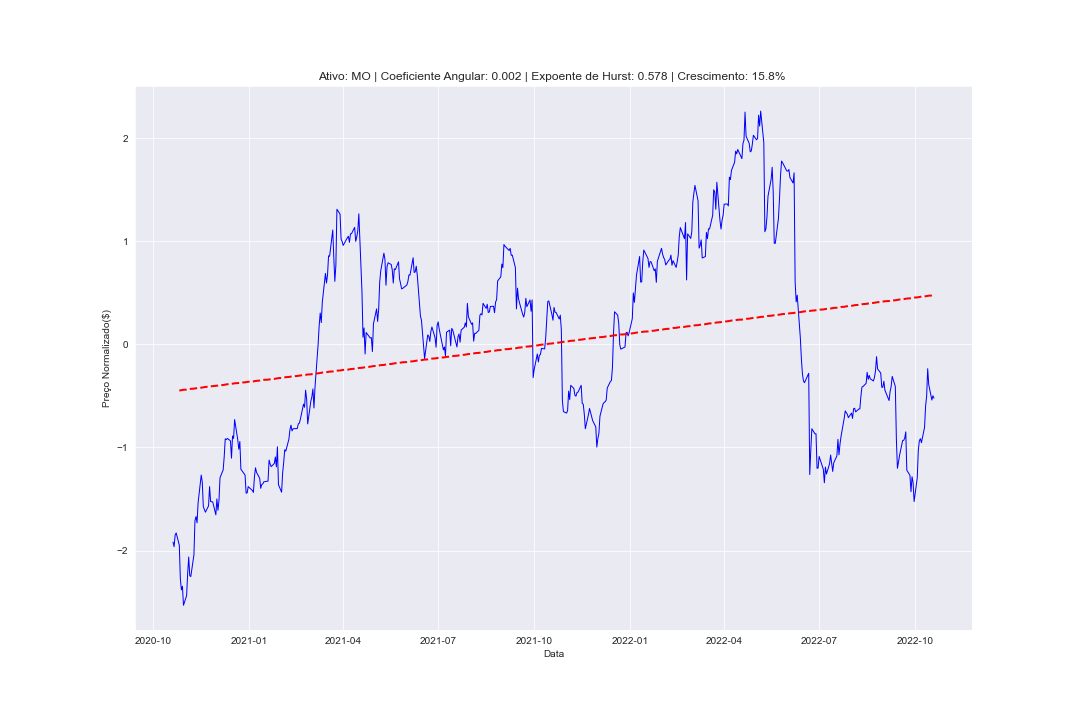 Ativo: MO | Coeficiente Angular: 0.002 | Expoente de Hurst: 0.578 | Crescimento: 15.8%
Preço Normalizado($)
2
1
0
−1
−2
2020-10 2021-01 2021-04 2021-07 2021-10 2022-01 2022-04 2022-07 2022-10
Data